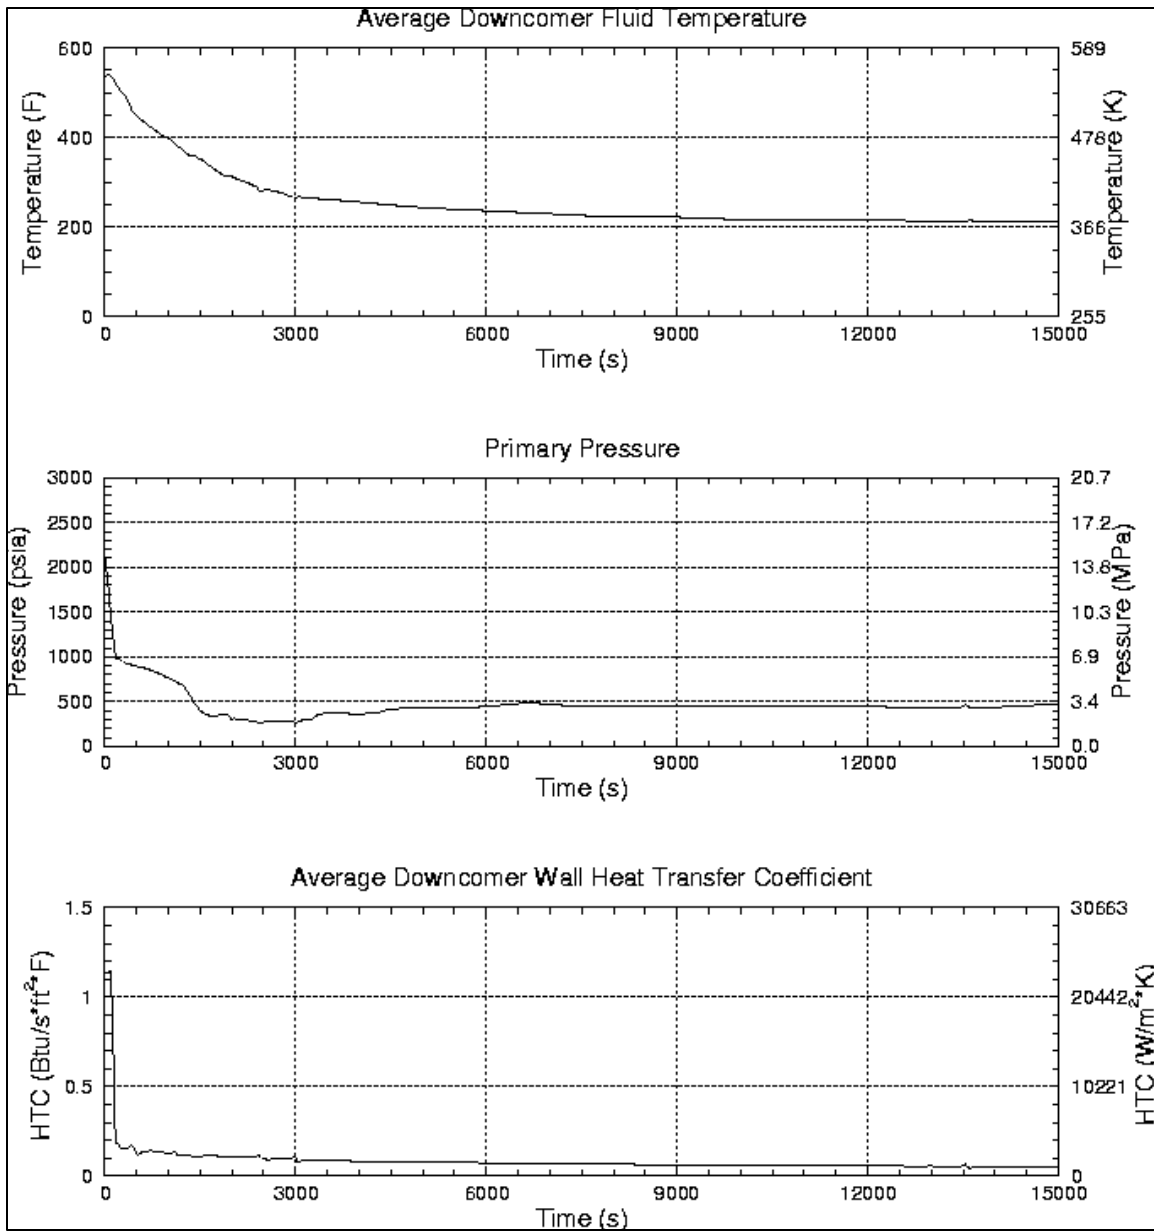 Average Downcomer Fluid Temperature
600 589
400 478
200 366
0 255
Temperature (F)
Temperature (K)
0 3000 6000 9000 12000 15000
Time (s)
Primary Pressure
3000 20.7
2500 17.2
2000 13.8
1500 10.3
1000 6.9
500 3.4
0 0.0
Pressure (psia)
Pressure (MPa)
0 3000 6000 9000 12000 15000
Time (s)
Average Downcomer Wall Heat Transfer Coefficient
1.5 30663
1 20442
0.5 10221
0 0
HTC (Btu/s*ft²*F)
HTC (W/m²*K)
0 3000 6000 9000 12000 15000
Time (s)